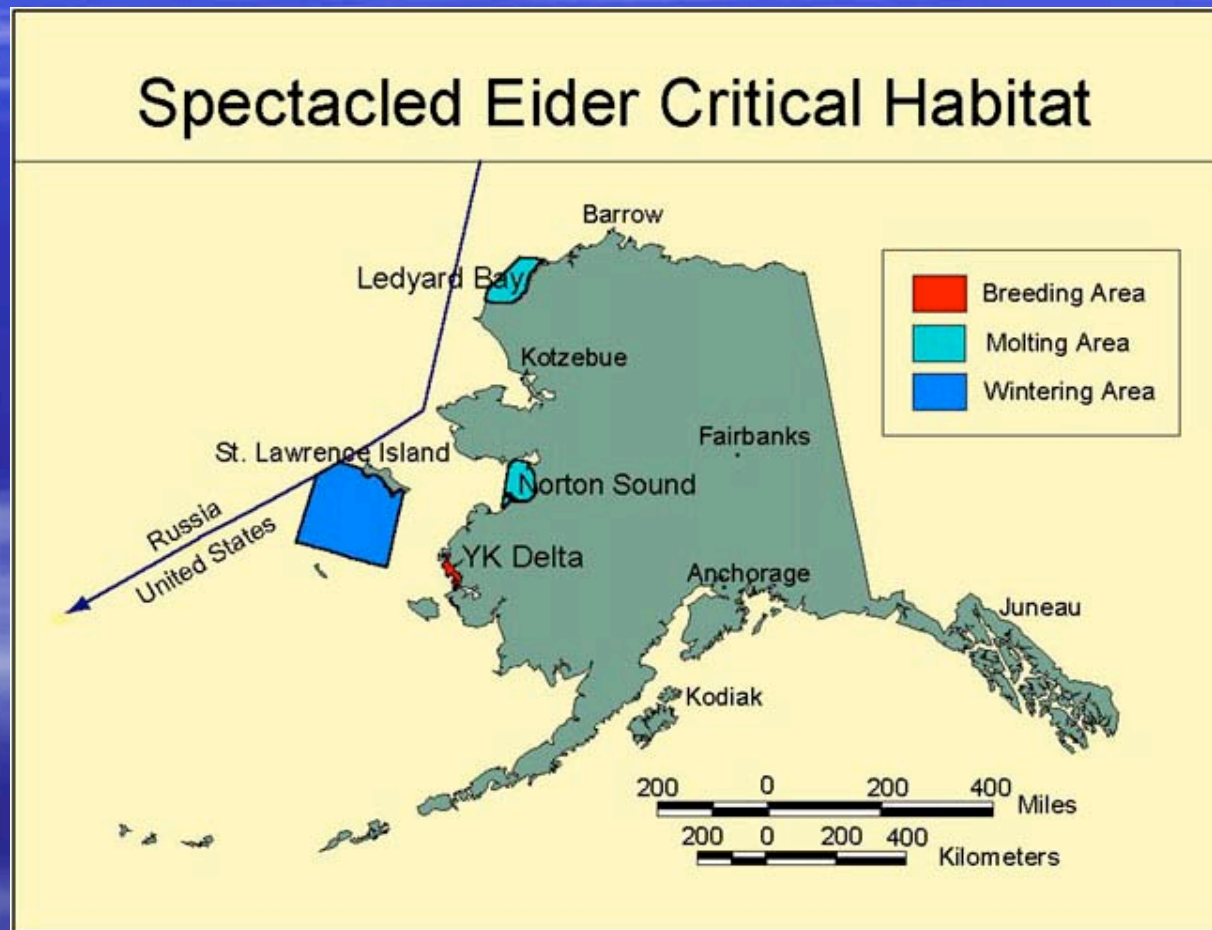 Spectacled Eider Critical Habitat
Barrow
Ledyard Bay
Breeding Area
Molting Area
Wintering Area
Kotzebue
Fairbanks
St. Lawrence Island
Norton Sound
Russia
United States
YK Delta
Anchorage
Juneau
Kodiak
200 0 200 400 Miles
200 0 200 400 Kilometers